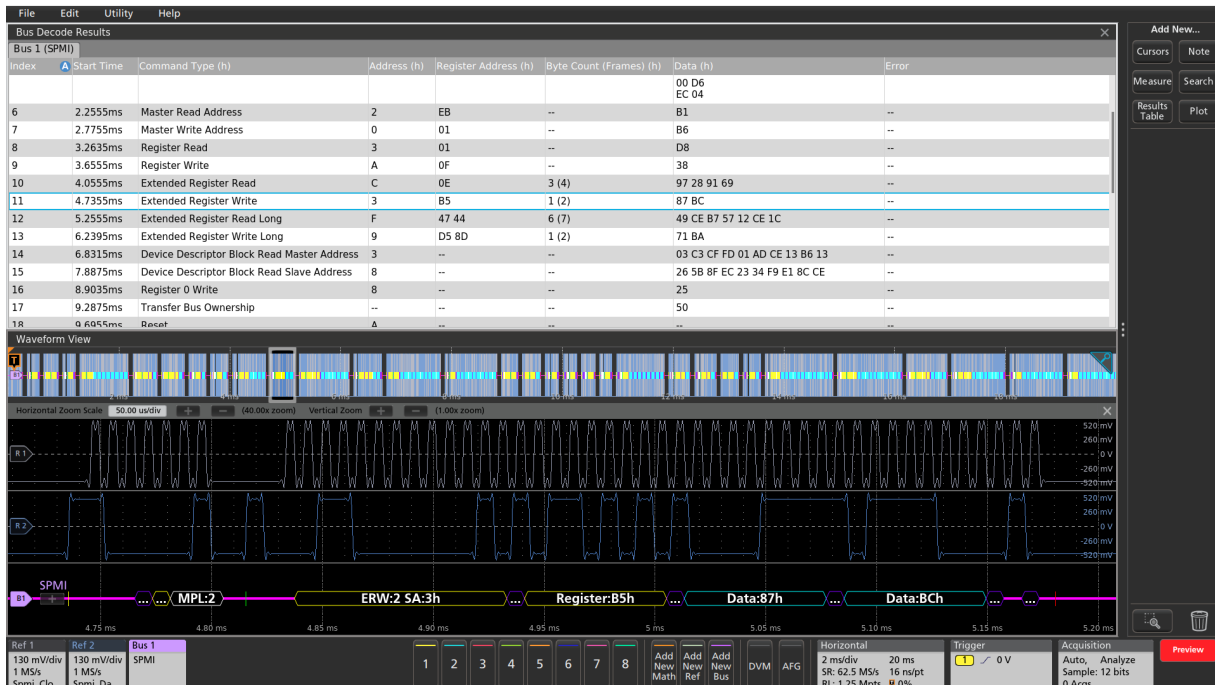 File Edit Utility Help
Bus Decode Results
Bus 1 (SPMI)
Index Start Time Command Type (h) Address (h) Register Address (h) Byte Count (Frames) (h) Data (h) Error
00 D6
EC 04
6 2.2555ms Master Read Address 2 EB -- B1 --
7 2.7755ms Master Write Address 0 01 -- B6 --
8 3.2635ms Register Read 3 01 -- D8 --
9 3.6555ms Register Write A 0F -- 38 --
10 4.0555ms Extended Register Read C 0E 3 (4) 97 28 91 69 --
11 4.7355ms Extended Register Write 3 B5 1 (2) 87 BC --
12 5.2555ms Extended Register Read Long F 47 44 6 (7) 49 CE B7 57 12 CE 1C --
13 6.2395ms Extended Register Write Long 9 D5 8D 1 (2) 71 BA --
14 6.8315ms Device Descriptor Block Read Master Address 3 -- -- 03 C3 CF FD 01 AD CE 13 B6 13 --
15 7.8875ms Device Descriptor Block Read Slave Address 8 -- -- 26 5B 8F EC 23 34 F9 E1 8C CE --
16 8.9035ms Register 0 Write 8 -- -- 25 --
17 9.2875ms Transfer Bus Ownership -- -- -- 50 --
18 9.6955ms Reset A -- -- -- --
Add New...
Cursors Note
Measure Search
Results Table Plot
Waveform View
Horizontal Zoom Scale 50.00 us/div + − (40.00x zoom) Vertical Zoom + − (1.00x zoom)
R 1
520 mV
260 mV
0 V
-260 mV
-520 mV
R 2
520 mV
260 mV
0 V
-260 mV
-520 mV
SPMI
B1 + ... ... MPL:2 ERW:2 SA:3h ... Register:B5h ... Data:87h ... Data:BCh ... ...
4.75 ms 4.80 ms 4.85 ms 4.90 ms 4.95 ms 5 ms 5.05 ms 5.10 ms 5.15 ms 5.20 ms
Ref 1
130 mV/div
1 MS/s
Ref 2
130 mV/div
1 MS/s
Bus 1
SPMI
1 2 3 4 5 6 7 8
Add New Math
Add New Ref
Add New Bus
DVM AFG
Horizontal
2 ms/div 20 ms
SR: 62.5 MS/s 16 ns/pt
RL: 1.25 Mpts 0%
Trigger
1 0 V
Acquisition
Auto, Analyze
Sample: 12 bits
0 Acqs
Preview